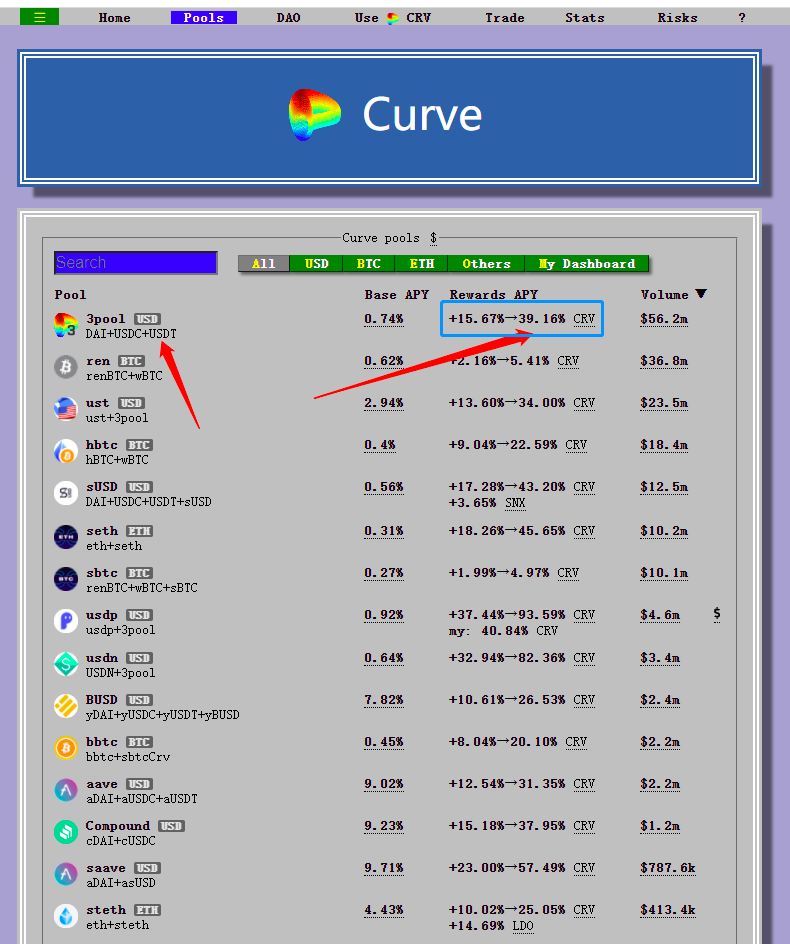 ☰ Home Pools DAO Use CRV Trade Stats Risks ?
Curve
Curve pools $
Search All USD BTC ETH Others My Dashboard
Pool Base APY Rewards APY Volume ▼
3pool USD 0.74% +15.67%→39.16% CRV $56.2m
DAI+USDC+USDT
ren BTC 0.62% +2.16%→5.41% CRV $36.8m
renBTC+wBTC
ust USD 2.94% +13.60%→34.00% CRV $23.5m
ust+3pool
hbtc BTC 0.4% +9.04%→22.59% CRV $18.4m
hBTC+wBTC
sUSD USD 0.56% +17.28%→43.20% CRV $12.5m
DAI+USDC+USDT+sUSD +3.65% SNX
seth ETH 0.31% +18.26%→45.65% CRV $10.2m
eth+seth
sbtc BTC 0.27% +1.99%→4.97% CRV $10.1m
renBTC+wBTC+sBTC
usdp USD 0.92% +37.44%→93.59% CRV $4.6m $
usdp+3pool my: 40.84% CRV
usdn USD 0.64% +32.94%→82.36% CRV $3.4m
USDN+3pool
BUSD USD 7.82% +10.61%→26.53% CRV $2.4m
yDAI+yUSDC+yUSDT+yBUSD
bbtc BTC 0.45% +8.04%→20.10% CRV $2.2m
bbtc+sbtcCrv
aave USD 9.02% +12.54%→31.35% CRV $2.2m
aDAI+aUSDC+aUSDT
Compound USD 9.23% +15.18%→37.95% CRV $1.2m
cDAI+cUSDC
saave USD 9.71% +23.00%→57.49% CRV $787.6k
aDAI+asUSD
steth ETH 4.43% +10.02%→25.05% CRV $413.4k
eth+steth +14.69% LDO